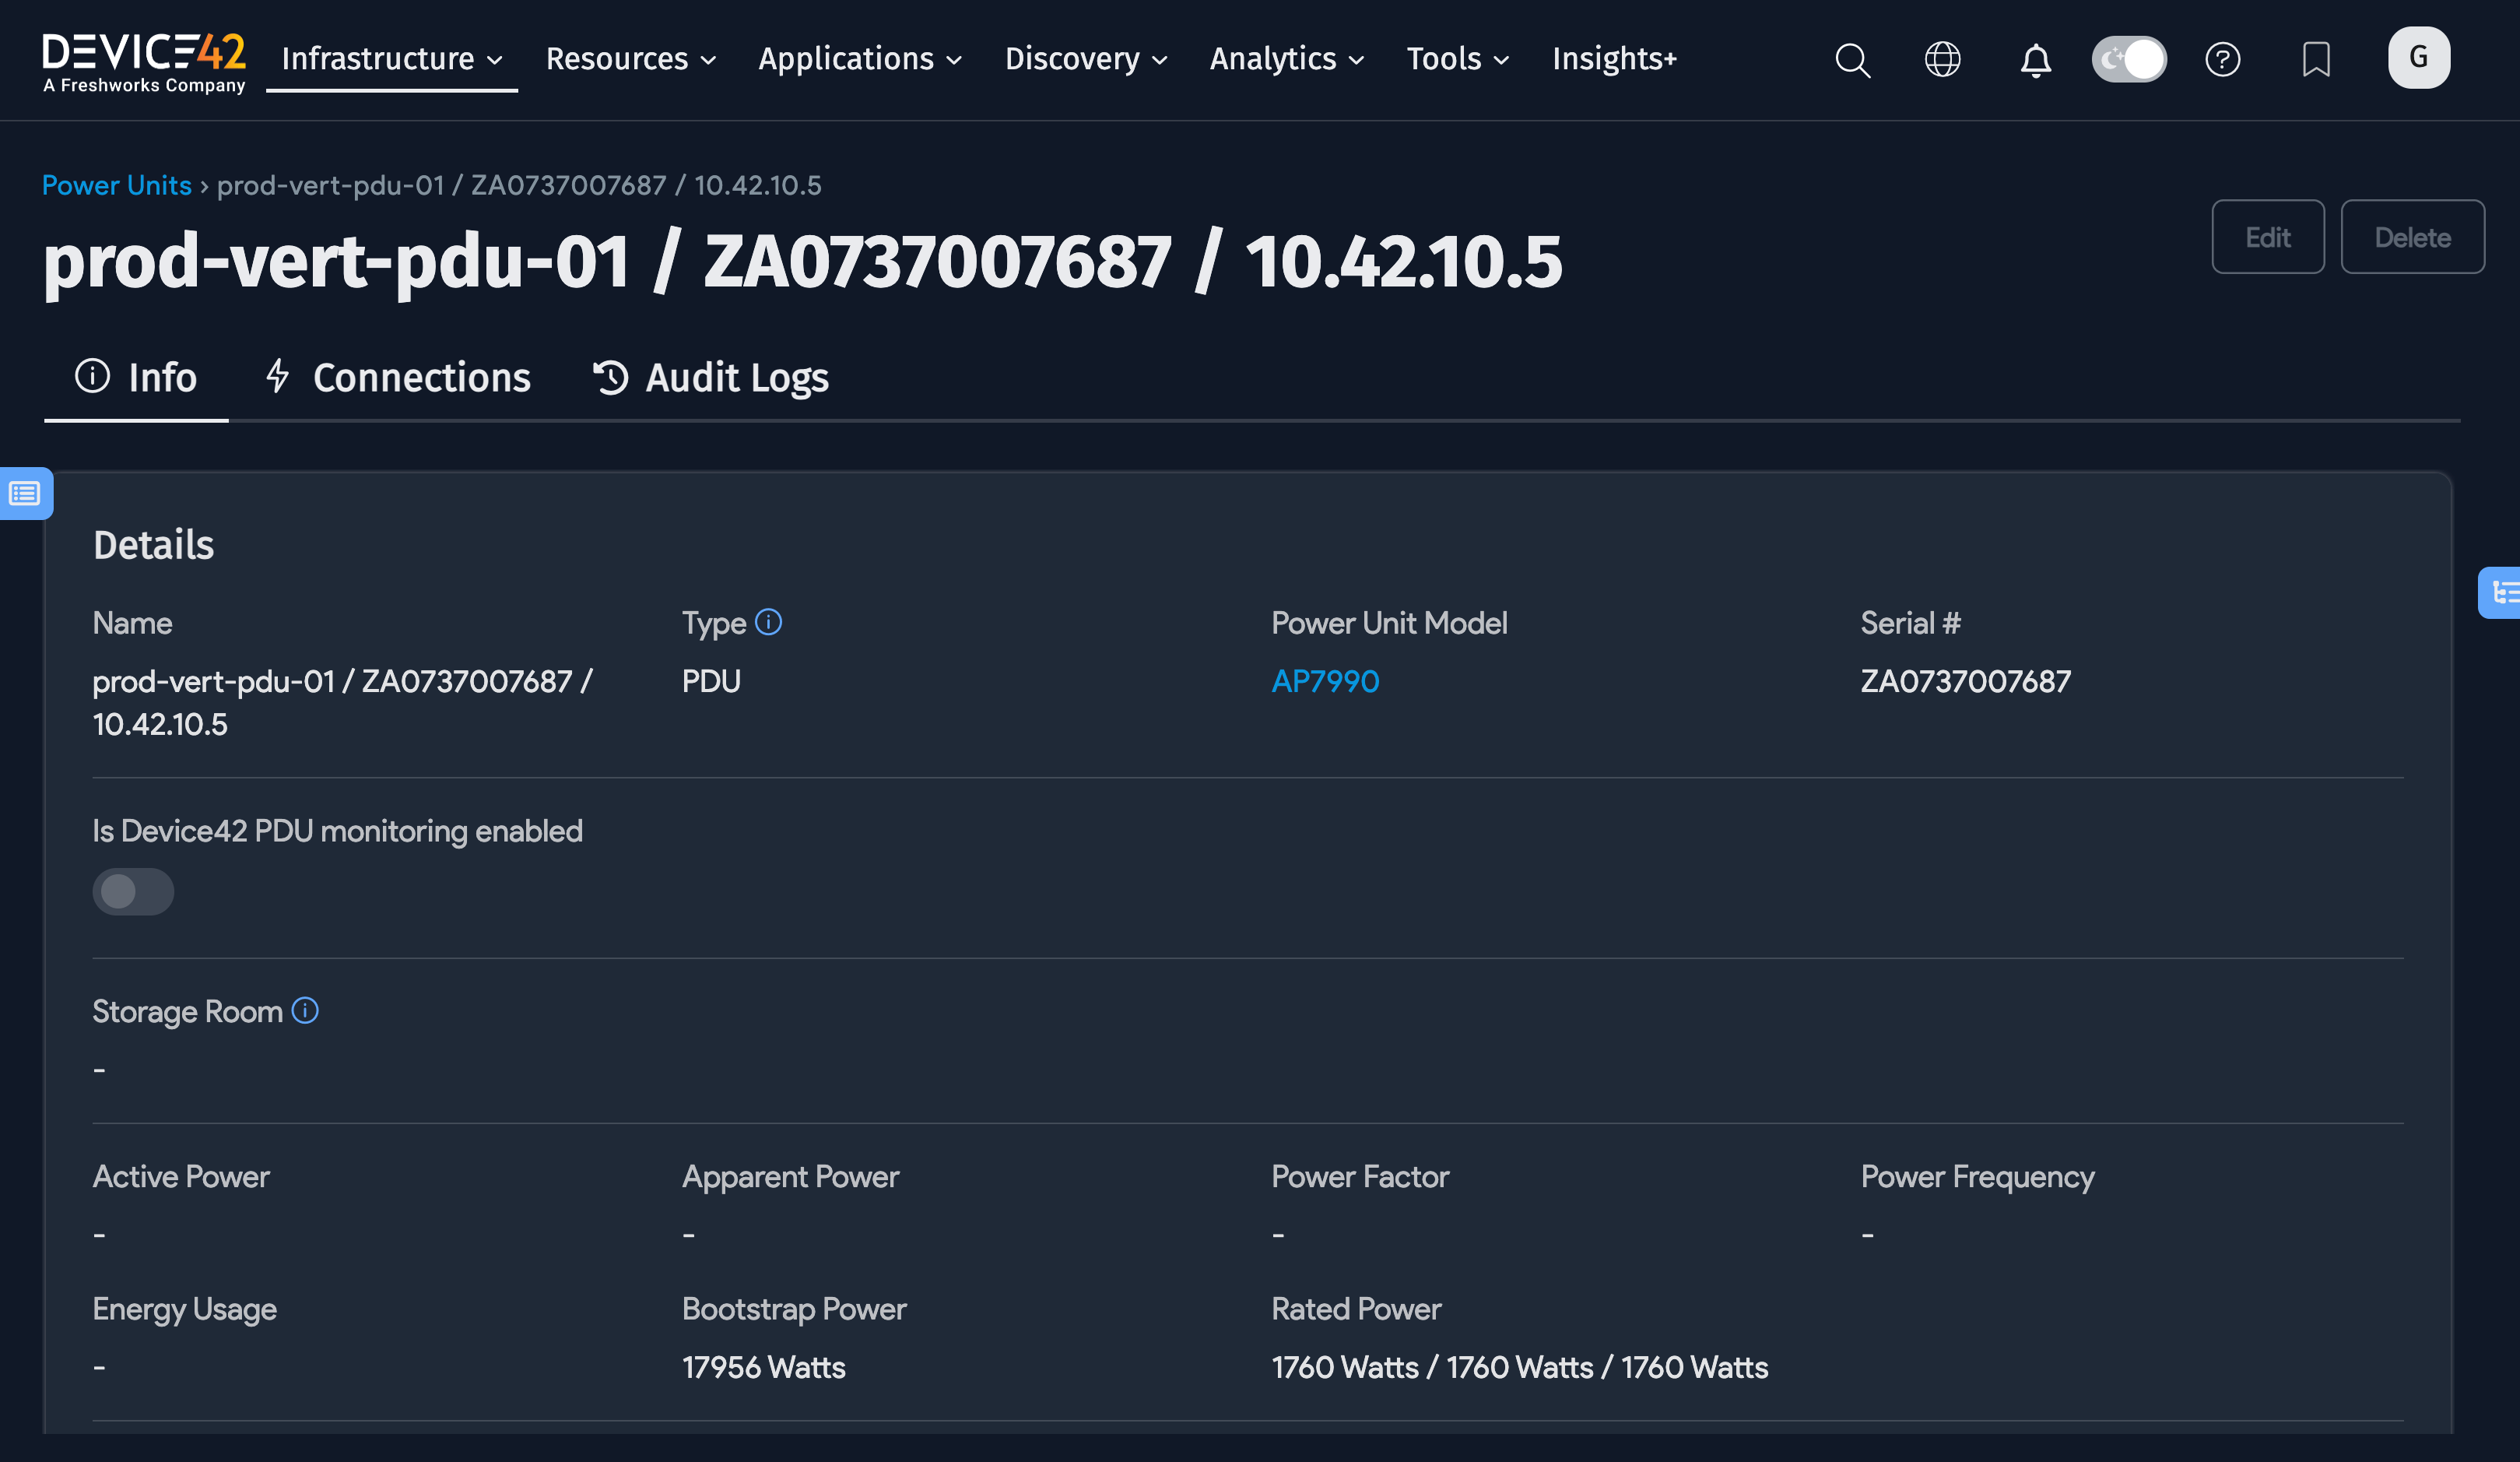 DEVICE42
A Freshworks Company
Infrastructure Resources Applications Discovery Analytics Tools Insights+
G
Power Units › prod-vert-pdu-01 / ZA0737007687 / 10.42.10.5
prod-vert-pdu-01 / ZA0737007687 / 10.42.10.5
Edit Delete
Info Connections Audit Logs
Details
Name Type Power Unit Model Serial #
prod-vert-pdu-01 / ZA0737007687 / PDU AP7990 ZA0737007687
10.42.10.5
Is Device42 PDU monitoring enabled
Storage Room
-
Active Power Apparent Power Power Factor Power Frequency
- - - -
Energy Usage Bootstrap Power Rated Power
- 17956 Watts 1760 Watts / 1760 Watts / 1760 Watts